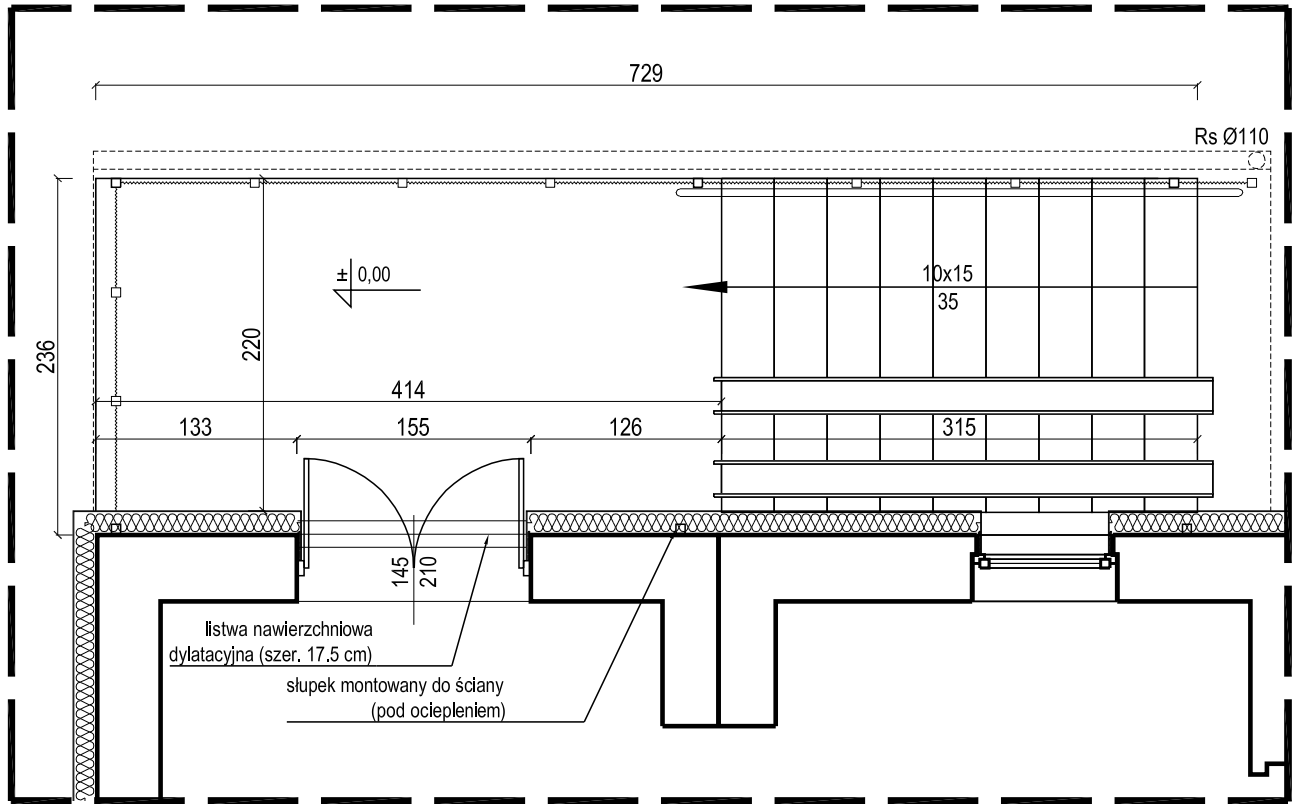 729
Rs Ø110
± 0,00
10x15
35
236
220
414
133
155
126
315
145
210
listwa nawierzchniowa
dylatacyjna (szer. 17.5 cm)
słupek montowany do ściany
(pod ociepleniem)